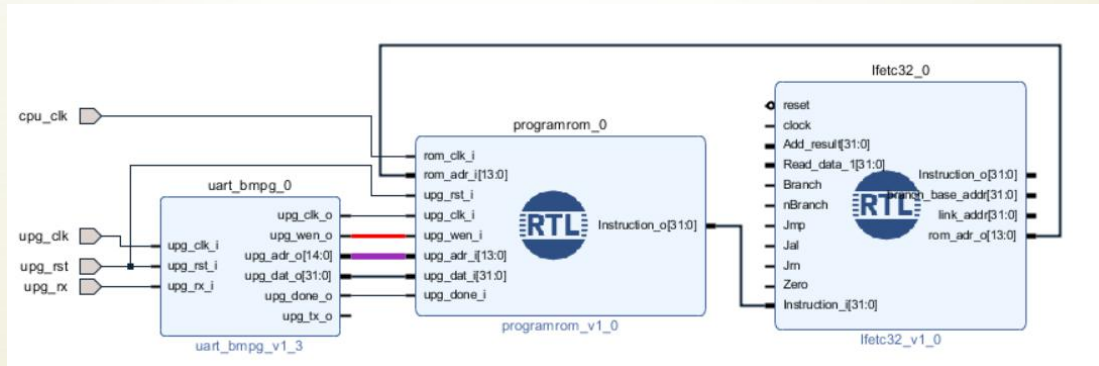 cpu_clk
upg_clk
upg_rst
upg_rx
uart_bmpg_0
upg_clk_i
upg_rst_i
upg_rx_i
upg_clk_o
upg_wen_o
upg_adr_o[14:0]
upg_dat_o[31:0]
upg_done_o
upg_tx_o
uart_bmpg_v1_3
programrom_0
rom_clk_i
rom_adr_i[13:0]
upg_rst_i
upg_clk_i
upg_wen_i
upg_adr_i[13:0]
upg_dat_i[31:0]
upg_done_i
RTL
Instruction_o[31:0]
programrom_v1_0
Ifetc32_0
reset
clock
Add_result[31:0]
Read_data_1[31:0]
Branch
nBranch
Jmp
Jal
Jrn
Zero
Instruction_i[31:0]
RTL
Instruction_o[31:0]
branch_base_addr[31:0]
link_addr[31:0]
rom_adr_o[13:0]
Ifetc32_v1_0